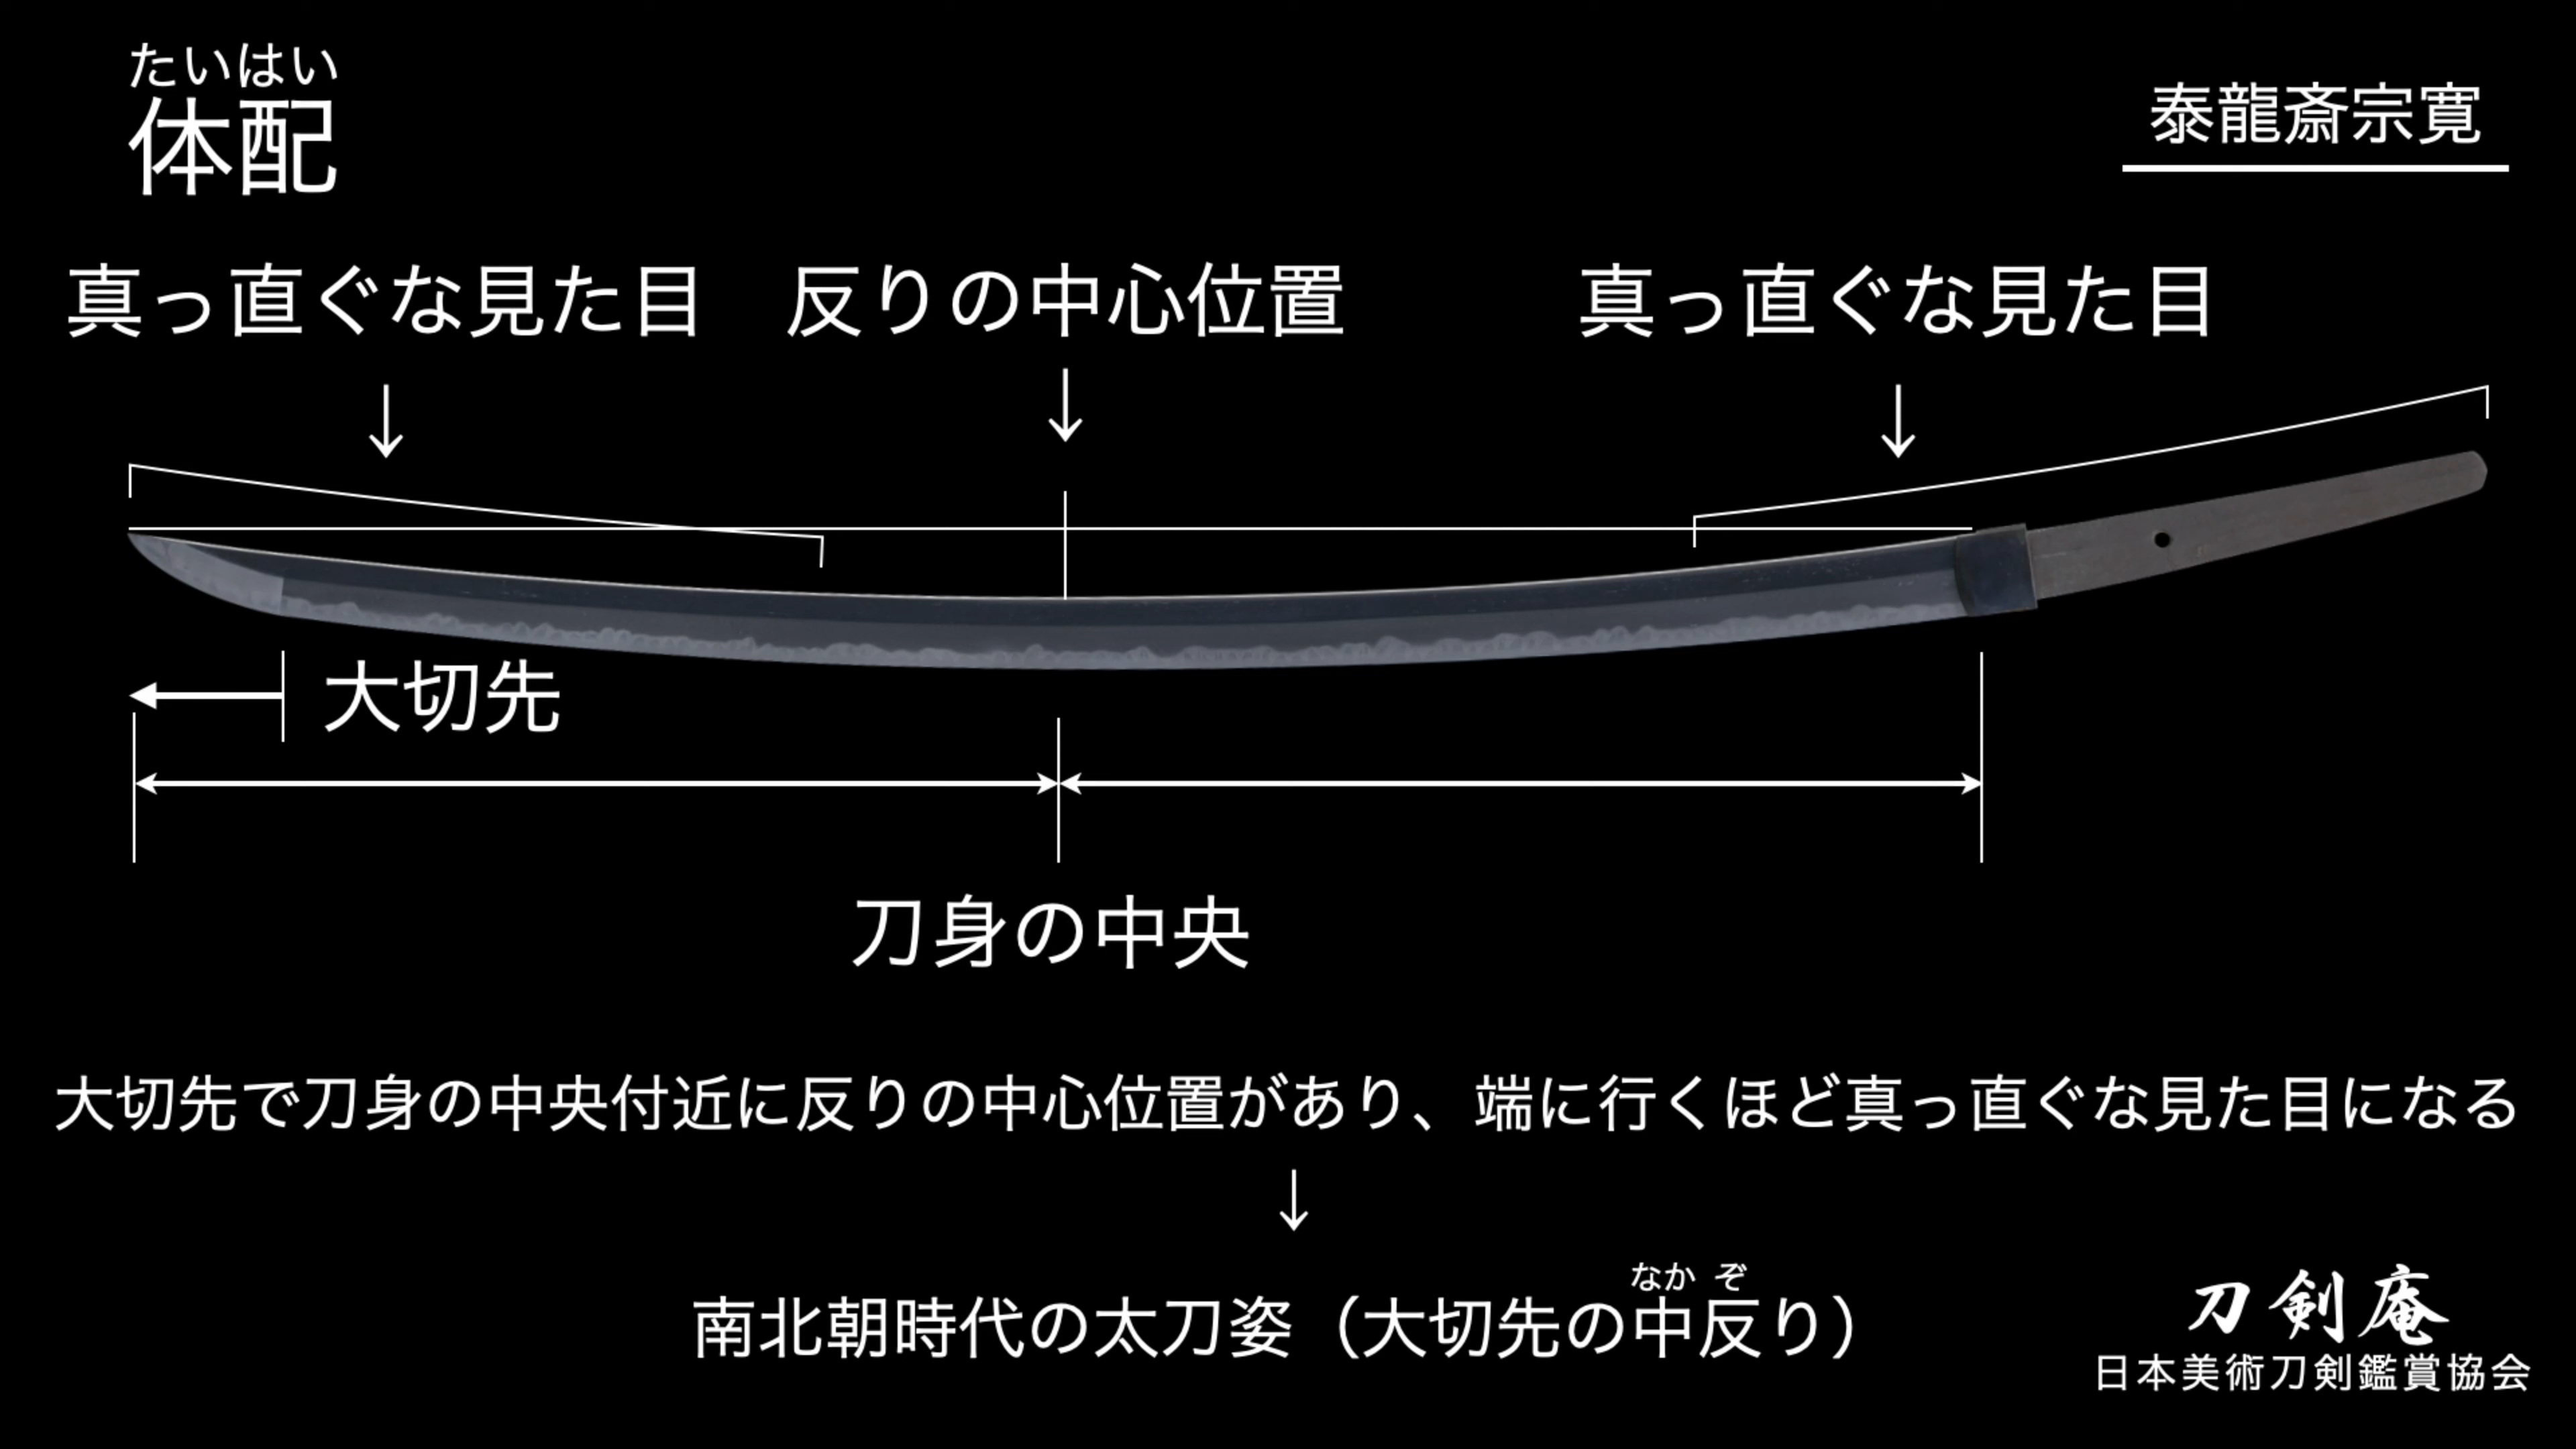 たいはい
体配
泰龍斎宗寛
真っ直ぐな見た目
反りの中心位置
真っ直ぐな見た目
大切先
刀身の中央
大切先で刀身の中央付近に反りの中心位置があり、端に行くほど真っ直ぐな見た目になる
なか ぞ
南北朝時代の太刀姿（大切先の中反り）
刀剣庵
日本美術刀剣鑑賞協会